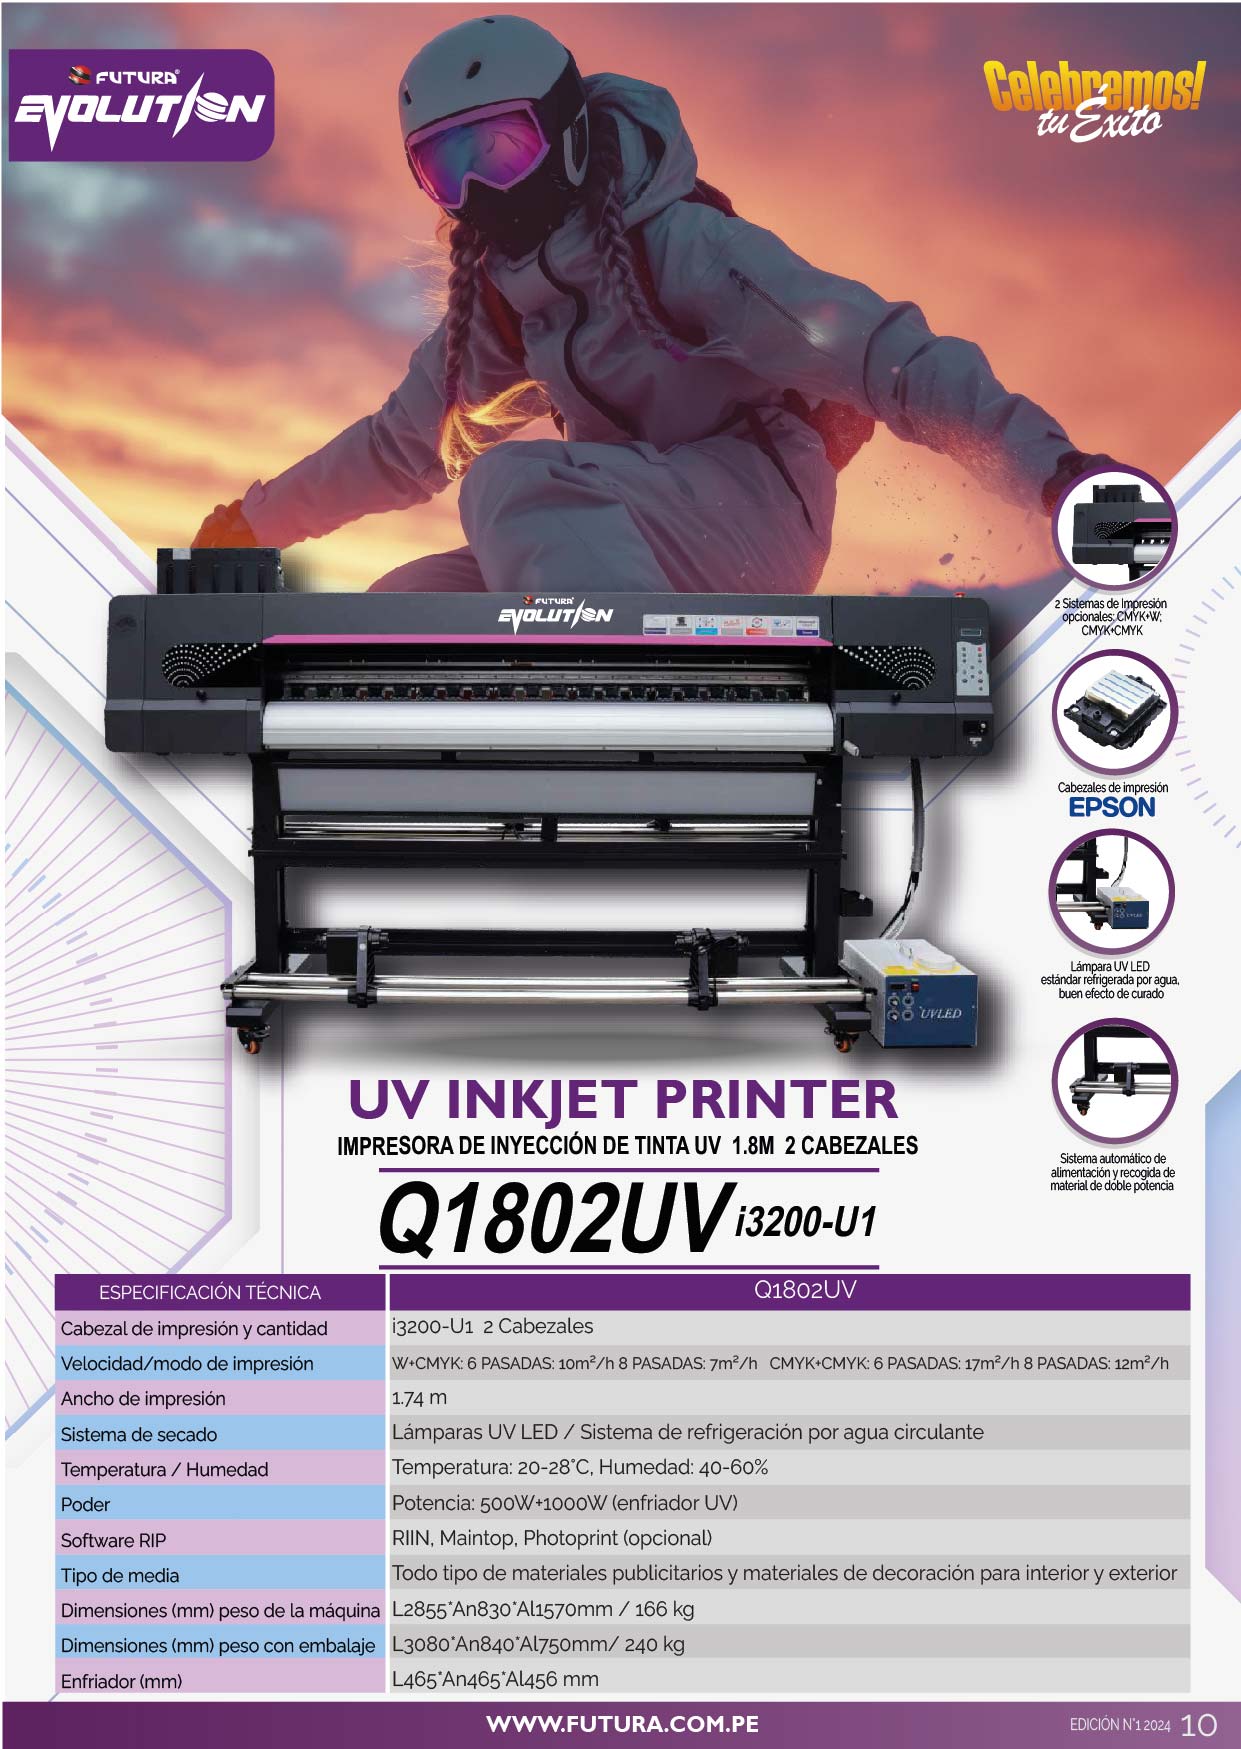 FUTURA
EVOLUTION
Celebramos!
tu Éxito
FUTURA
EVOLUTION
2 Sistemas de Impresión
opcionales: CMYK+W;
CMYK+CMYK
Cabezales de impresión
EPSON
UVLED
Lámpara UV LED
estándar refrigerada por agua,
buen efecto de curado
UVLED
Sistema automático de
alimentación y recogida de
material de doble potencia
UV INKJET PRINTER
IMPRESORA DE INYECCIÓN DE TINTA UV 1.8M 2 CABEZALES
Q1802UV i3200-U1
ESPECIFICACIÓN TÉCNICA Q1802UV
Cabezal de impresión y cantidad i3200-U1 2 Cabezales
Velocidad/modo de impresión W+CMYK: 6 PASADAS: 10m²/h 8 PASADAS: 7m²/h CMYK+CMYK: 6 PASADAS: 17m²/h 8 PASADAS: 12m²/h
Ancho de impresión 1.74 m
Sistema de secado Lámparas UV LED / Sistema de refrigeración por agua circulante
Temperatura / Humedad Temperatura: 20-28°C, Humedad: 40-60%
Poder Potencia: 500W+1000W (enfriador UV)
Software RIP RIIN, Maintop, Photoprint (opcional)
Tipo de media Todo tipo de materiales publicitarios y materiales de decoración para interior y exterior
Dimensiones (mm) peso de la máquina L2855*An830*Al1570mm / 166 kg
Dimensiones (mm) peso con embalaje L3080*An840*Al750mm/ 240 kg
Enfriador (mm) L465*An465*Al456 mm
WWW.FUTURA.COM.PE
EDICIÓN N°1 2024 10